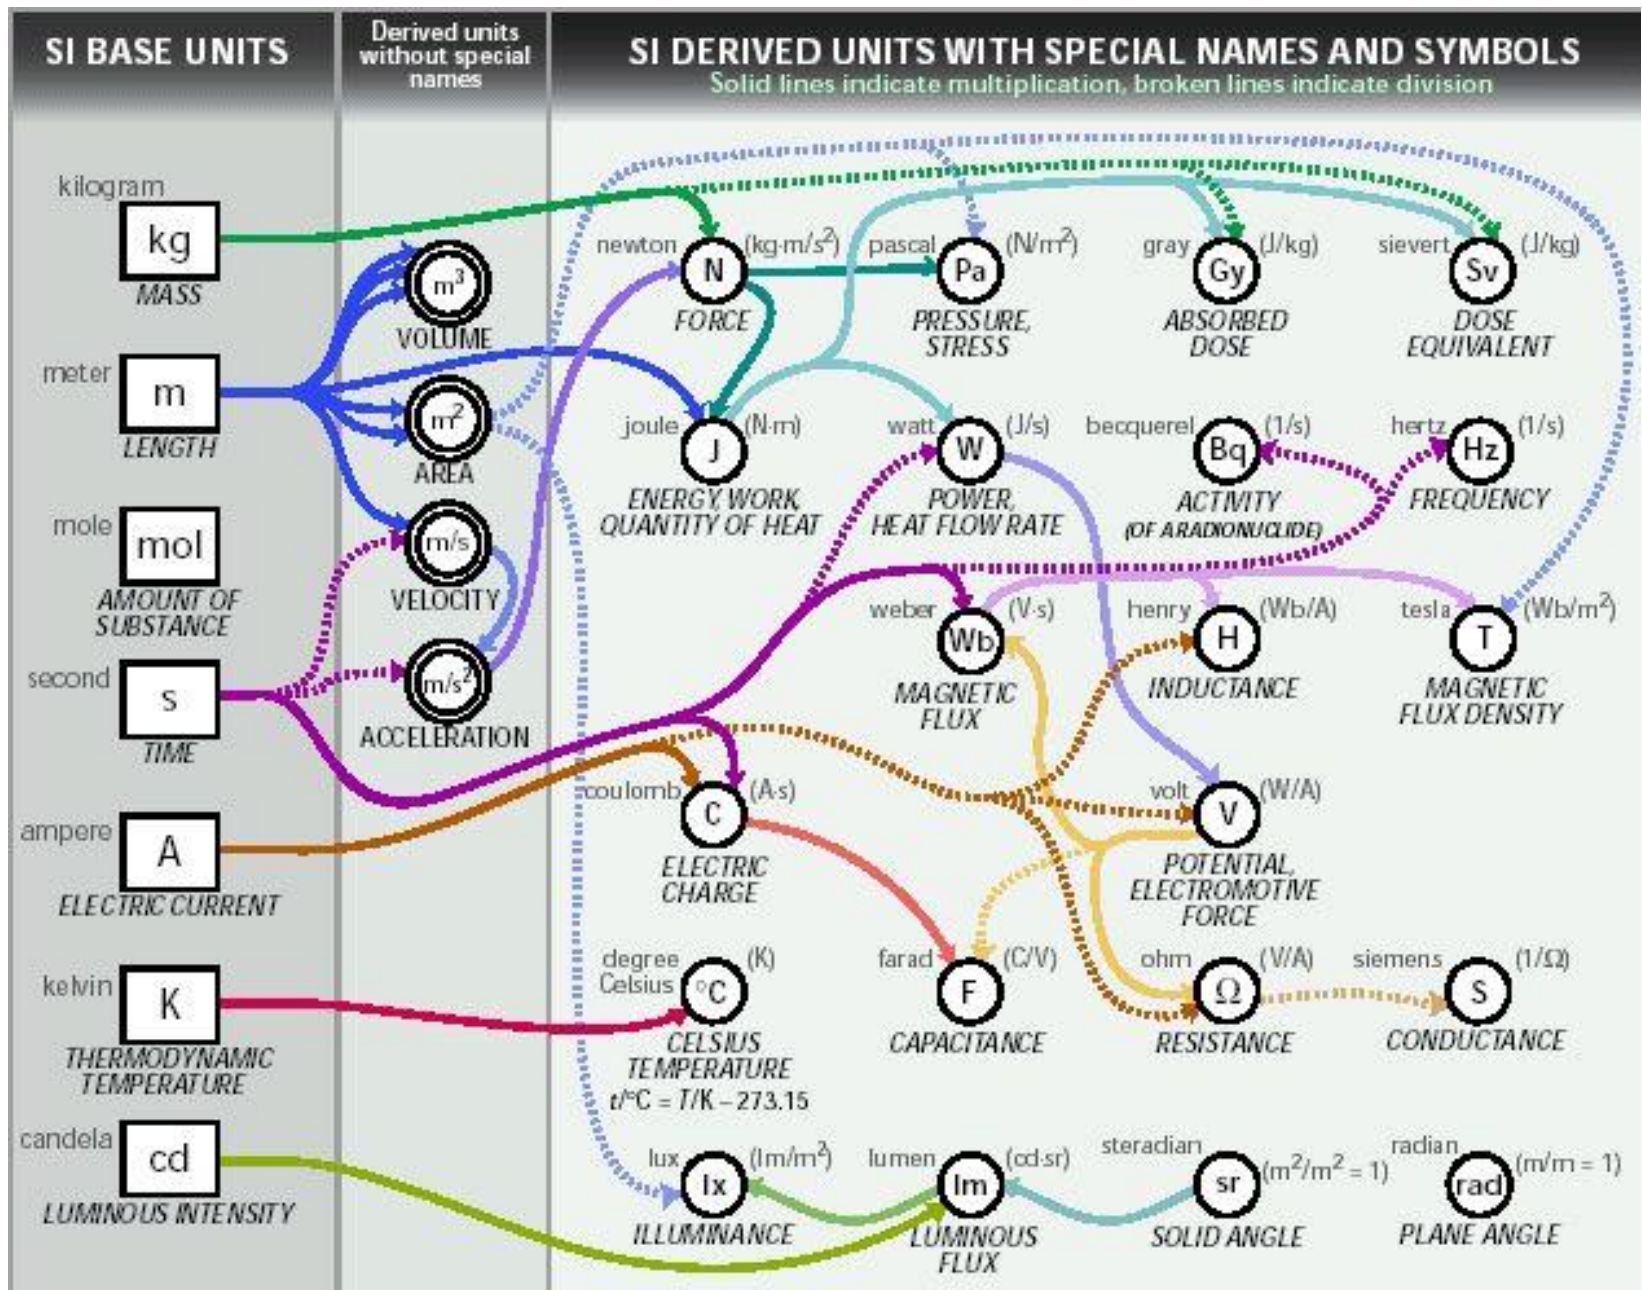 SI BASE UNITS
Derived units
without special
names
SI DERIVED UNITS WITH SPECIAL NAMES AND SYMBOLS
Solid lines indicate multiplication, broken lines indicate division
kilogram
kg
MASS
meter
m
LENGTH
mole
mol
AMOUNT OF
SUBSTANCE
second
s
TIME
ampere
A
ELECTRIC CURRENT
kelvin
K
THERMODYNAMIC
TEMPERATURE
candela
cd
LUMINOUS INTENSITY
m³
VOLUME
m²
AREA
m/s
VELOCITY
m/s²
ACCELERATION
newton (kg·m/s²)
N
FORCE
pascal (N/m²)
Pa
PRESSURE,
STRESS
gray (J/kg)
Gy
ABSORBED
DOSE
sievert (J/kg)
Sv
DOSE
EQUIVALENT
joule (N·m)
J
ENERGY, WORK,
QUANTITY OF HEAT
watt (J/s)
W
POWER,
HEAT FLOW RATE
becquerel (1/s)
Bq
ACTIVITY
(OF A RADIONUCLIDE)
hertz (1/s)
Hz
FREQUENCY
weber (V·s)
Wb
MAGNETIC
FLUX
henry (Wb/A)
H
INDUCTANCE
tesla (Wb/m²)
T
MAGNETIC
FLUX DENSITY
coulomb (A·s)
C
ELECTRIC
CHARGE
volt (W/A)
V
POTENTIAL,
ELECTROMOTIVE
FORCE
degree (K)
Celsius
°C
CELSIUS
TEMPERATURE
t/°C = T/K – 273.15
farad (C/V)
F
CAPACITANCE
ohm (V/A)
Ω
RESISTANCE
siemens (1/Ω)
S
CONDUCTANCE
lux (lm/m²)
lx
ILLUMINANCE
lumen (cd·sr)
lm
LUMINOUS
FLUX
steradian
sr (m²/m² = 1)
SOLID ANGLE
radian
rad (m/m = 1)
PLANE ANGLE